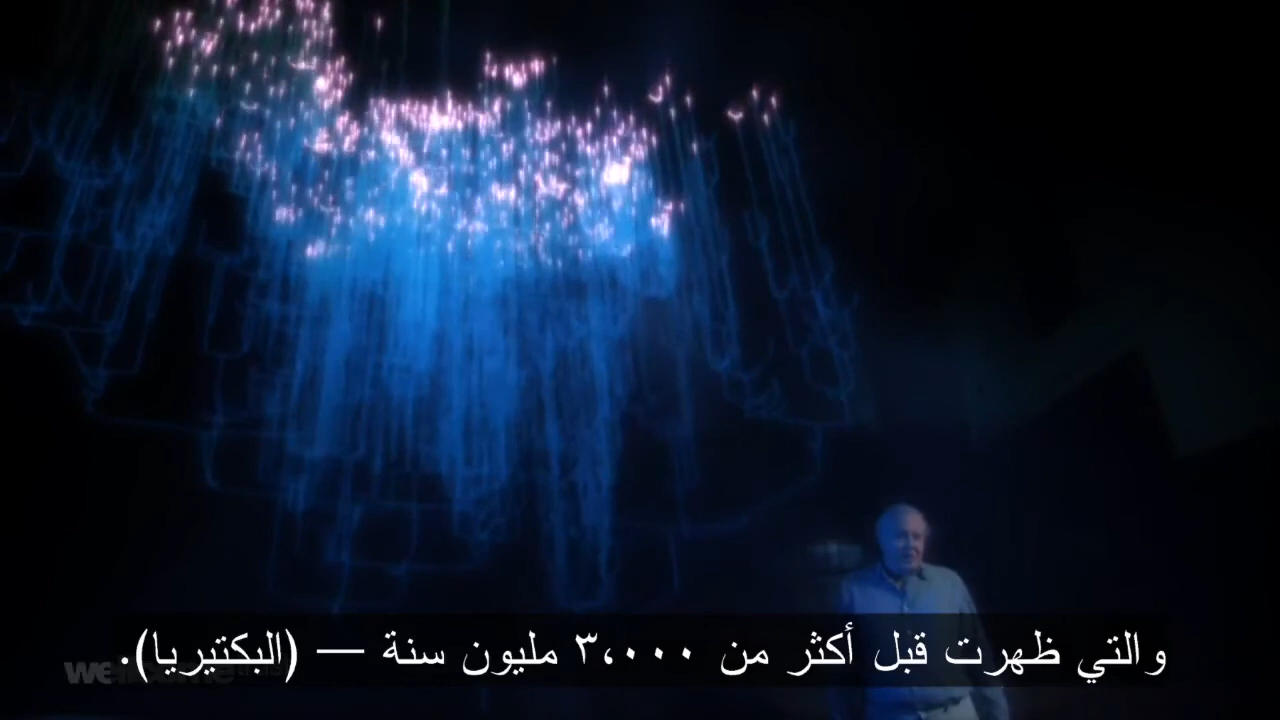 والتي ظهرت قبل أكثر من ٣،٠٠٠ مليون سنة — (البكتيريا).